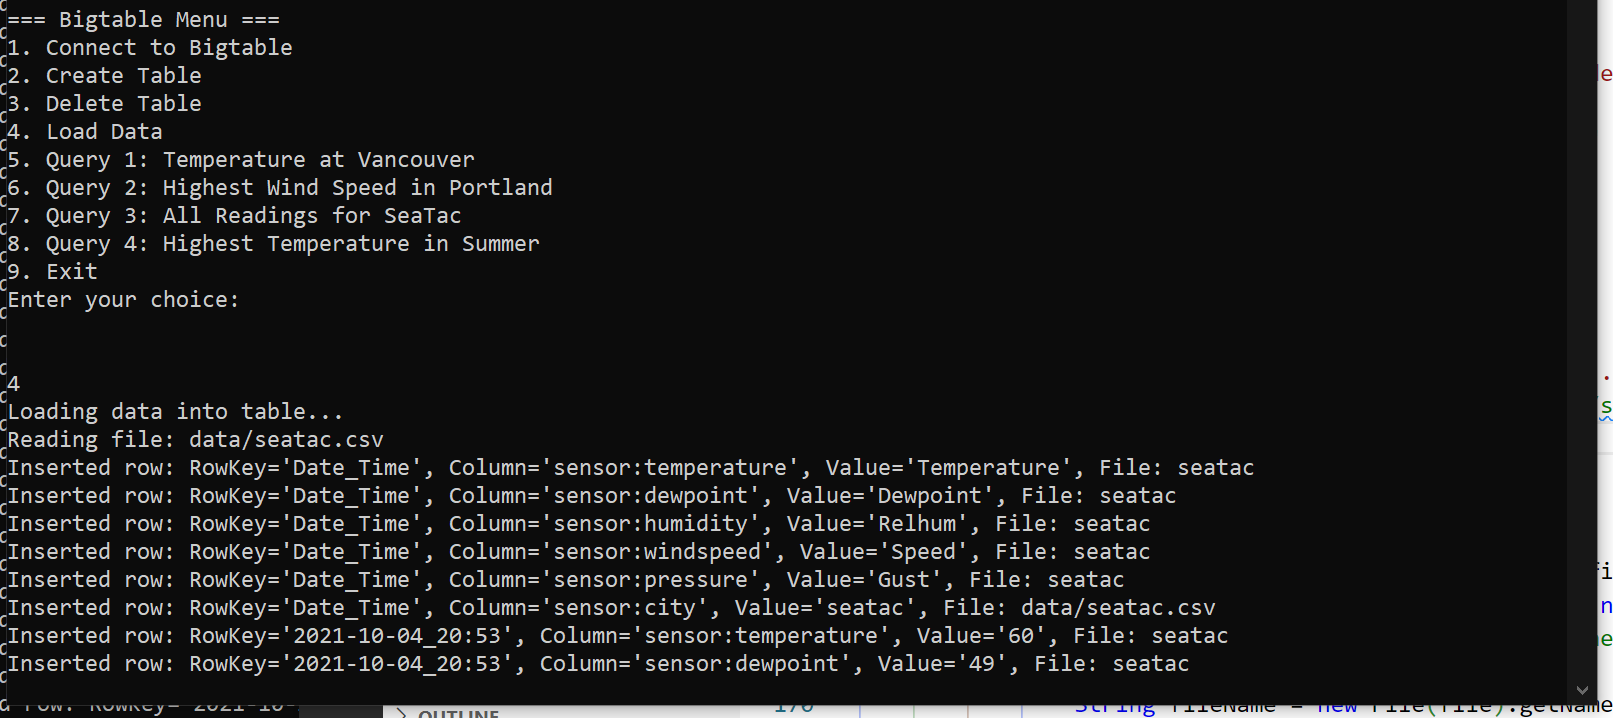 === Bigtable Menu ===
1. Connect to Bigtable
2. Create Table
3. Delete Table
4. Load Data
5. Query 1: Temperature at Vancouver
6. Query 2: Highest Wind Speed in Portland
7. Query 3: All Readings for SeaTac
8. Query 4: Highest Temperature in Summer
9. Exit
Enter your choice:
4
Loading data into table...
Reading file: data/seatac.csv
Inserted row: RowKey='Date_Time', Column='sensor:temperature', Value='Temperature', File: seatac
Inserted row: RowKey='Date_Time', Column='sensor:dewpoint', Value='Dewpoint', File: seatac
Inserted row: RowKey='Date_Time', Column='sensor:humidity', Value='Relhum', File: seatac
Inserted row: RowKey='Date_Time', Column='sensor:windspeed', Value='Speed', File: seatac
Inserted row: RowKey='Date_Time', Column='sensor:pressure', Value='Gust', File: seatac
Inserted row: RowKey='Date_Time', Column='sensor:city', Value='seatac', File: data/seatac.csv
Inserted row: RowKey='2021-10-04_20:53', Column='sensor:temperature', Value='60', File: seatac
Inserted row: RowKey='2021-10-04_20:53', Column='sensor:dewpoint', Value='49', File: seatac
row: RowKey='2021-10-
OUTLINE
170 String fileName = new File(file).getName